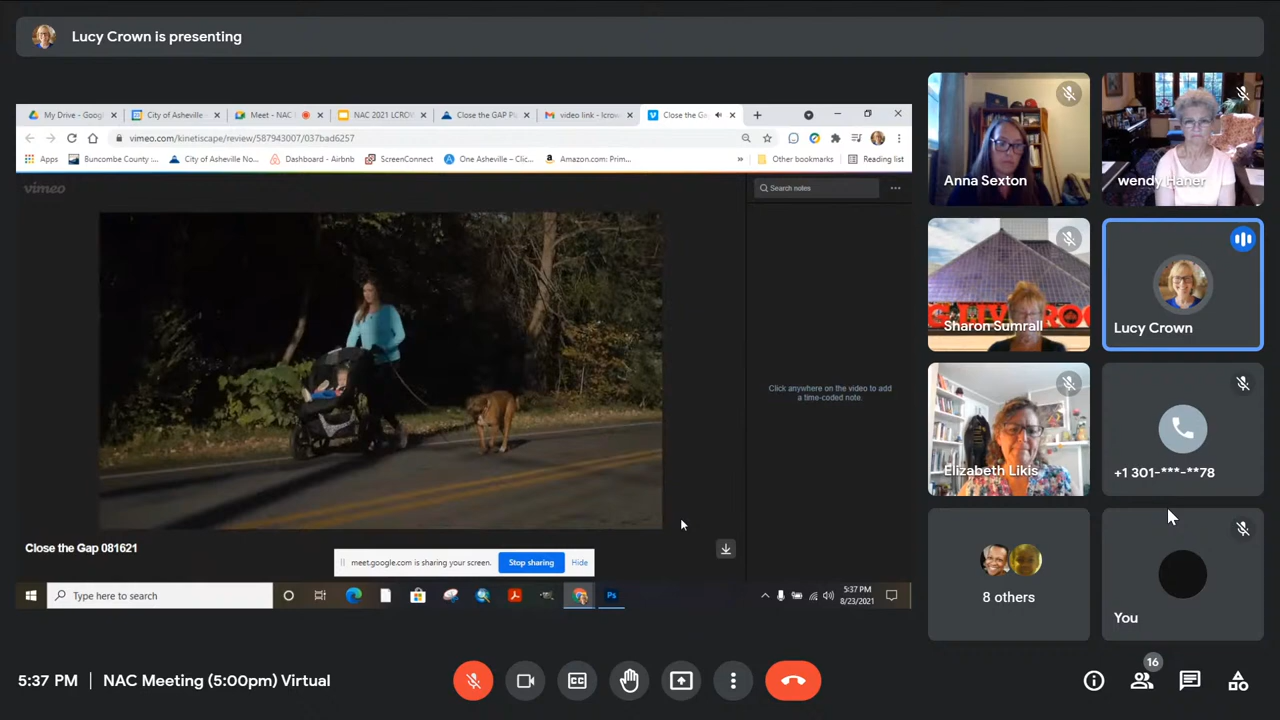 Lucy Crown is presenting
My Drive - Goog
City of Asheville
Meet - NAC
NAC 2021 LCROW
Close the GAP Pl
video link - lcrow
Close the Ga
vimeo.com/kinetiscape/review/587943007/037bad6257
Apps
Buncombe County :...
City of Asheville No...
Dashboard - Airbnb
ScreenConnect
One Asheville – Clic...
Amazon.com: Prim...
»
Other bookmarks
Reading list
vimeo
Search notes
Click anywhere on the video to add
a time-coded note.
Close the Gap 081621
meet.google.com is sharing your screen.
Stop sharing
Hide
Type here to search
Ps
5:37 PM
8/23/2021
Anna Sexton
wendy Haner
Sharon Sumrall
Lucy Crown
Elizabeth Likis
+1 301-***-**78
8 others
You
5:37 PM | NAC Meeting (5:00pm) Virtual
CC
16